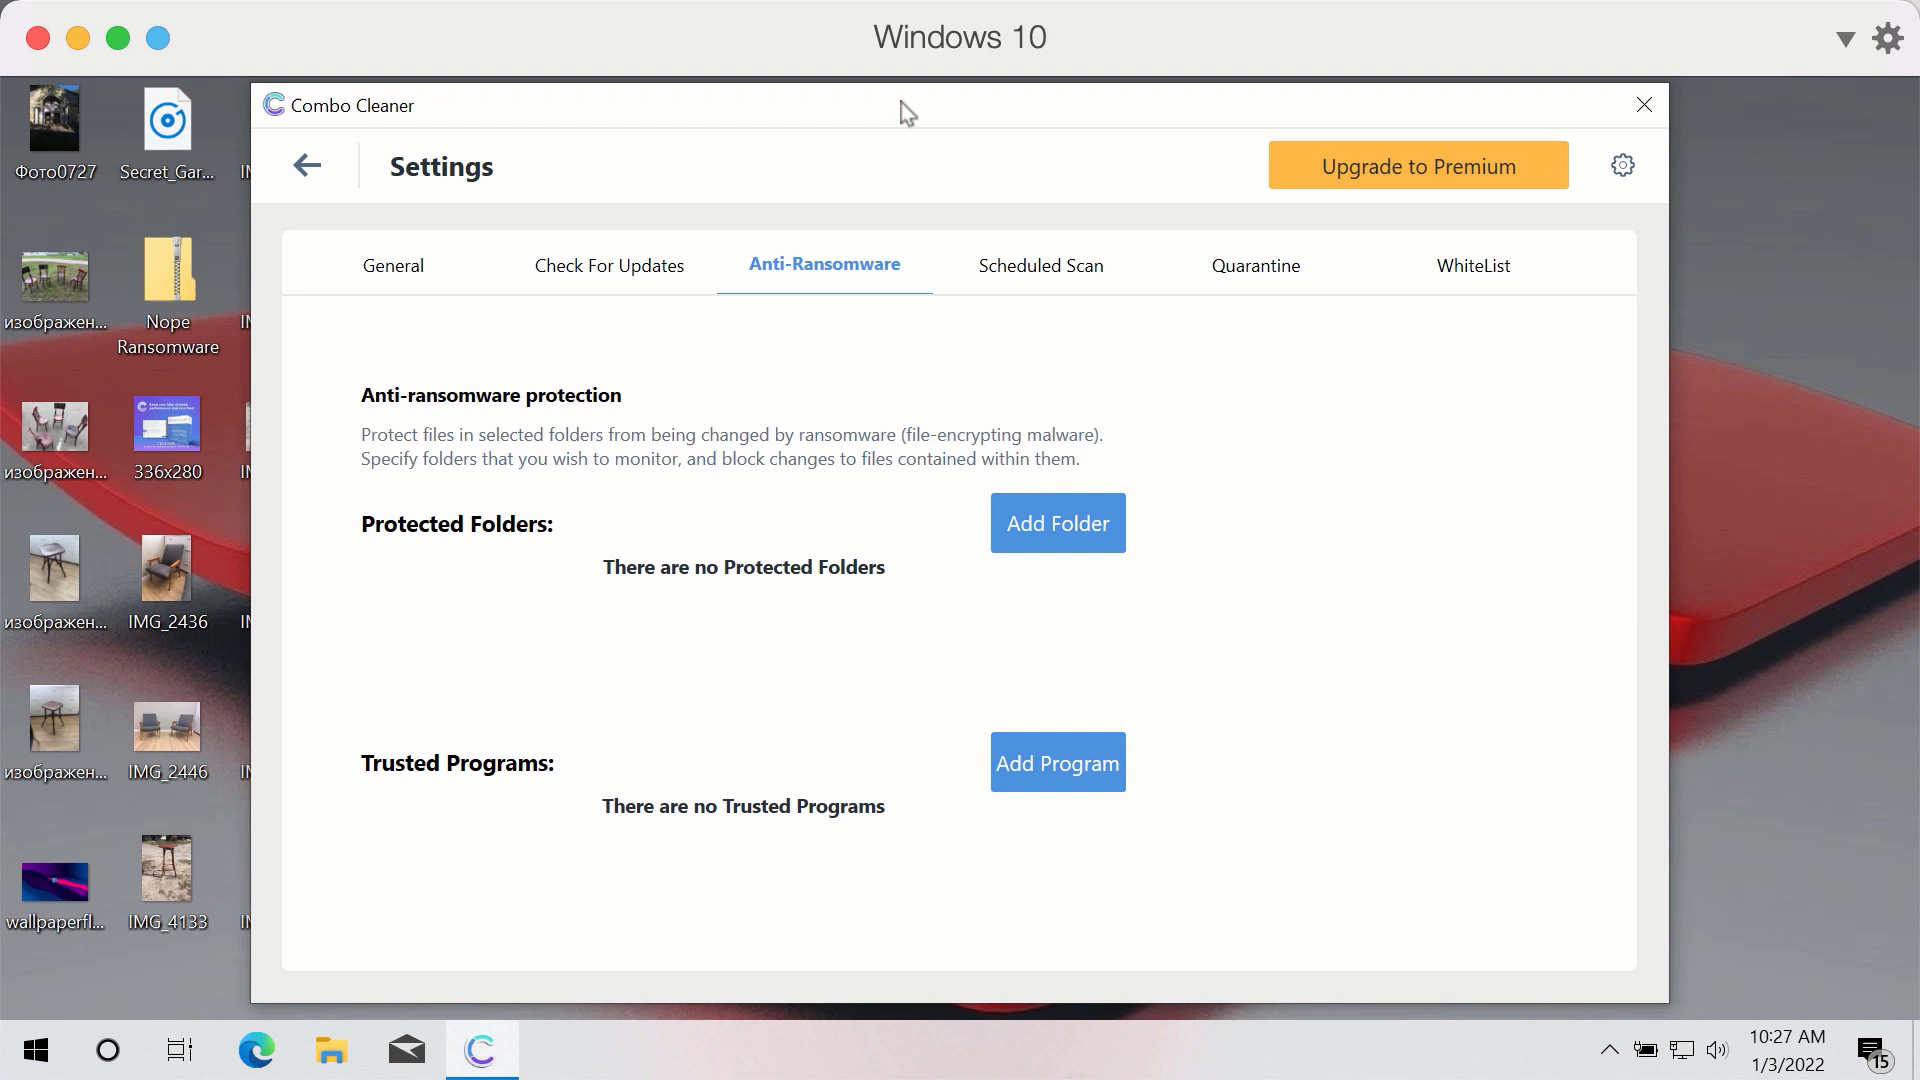 Windows 10
Combo Cleaner
Settings
Upgrade to Premium
General
Check For Updates
Anti-Ransomware
Scheduled Scan
Quarantine
WhiteList
Anti-ransomware protection
Protect files in selected folders from being changed by ransomware (file-encrypting malware).
Specify folders that you wish to monitor, and block changes to files contained within them.
Protected Folders:
Add Folder
There are no Protected Folders
Trusted Programs:
Add Program
There are no Trusted Programs
Фото0727
Secret_Gar...
изображен...
Nope
Ransomware
изображен...
336x280
изображен...
IMG_2436
изображен...
IMG_2446
wallpaperfl...
IMG_4133
10:27 AM
1/3/2022
15